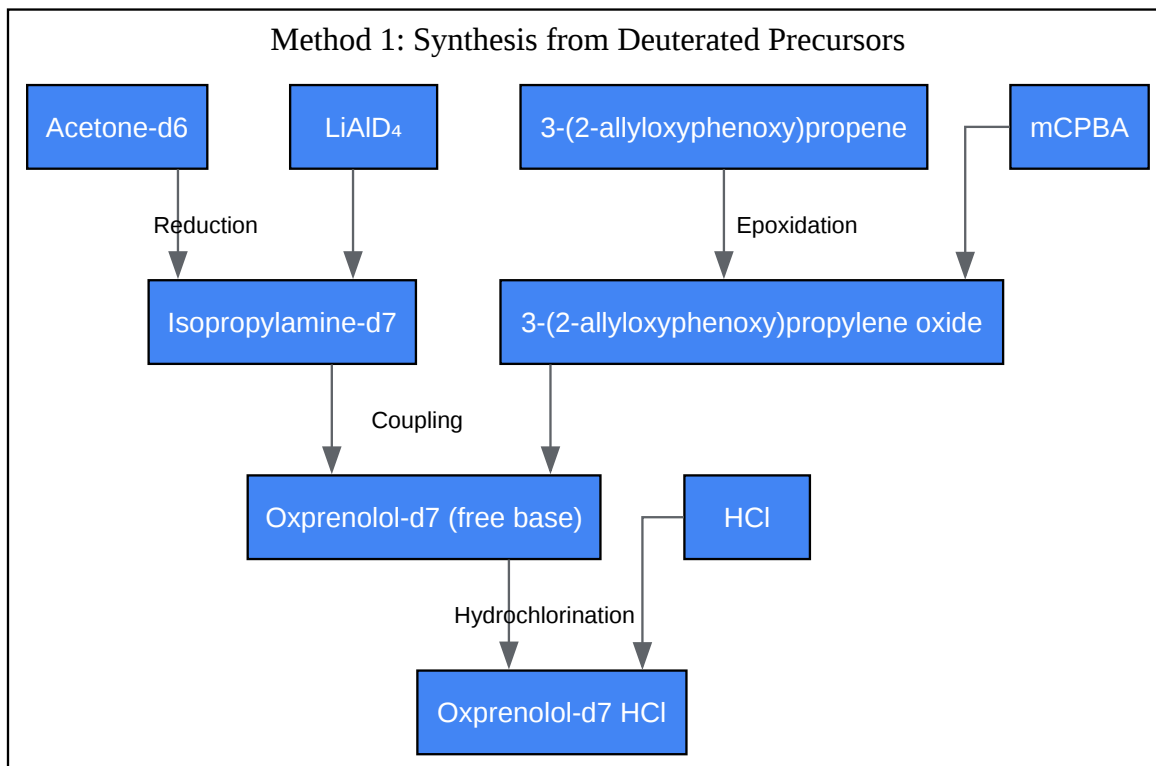 Method 1: Synthesis from Deuterated Precursors
Acetone-d6
LiAlD₄
3-(2-allyloxyphenoxy)propene
mCPBA
Reduction
Epoxidation
Isopropylamine-d7
3-(2-allyloxyphenoxy)propylene oxide
Coupling
Oxprenolol-d7 (free base)
HCl
Hydrochlorination
Oxprenolol-d7 HCl